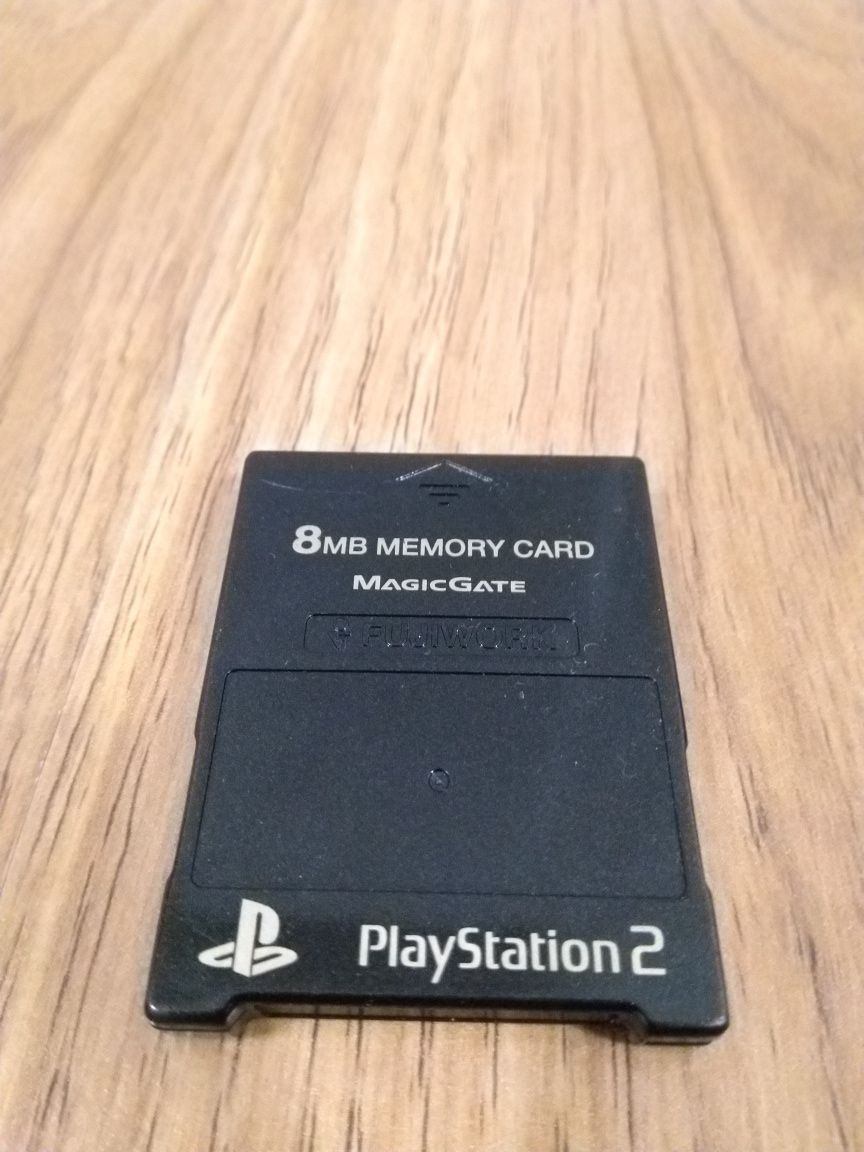 8MB MEMORY CARD
MAGICGATE
FUJIWORK
PlayStation 2